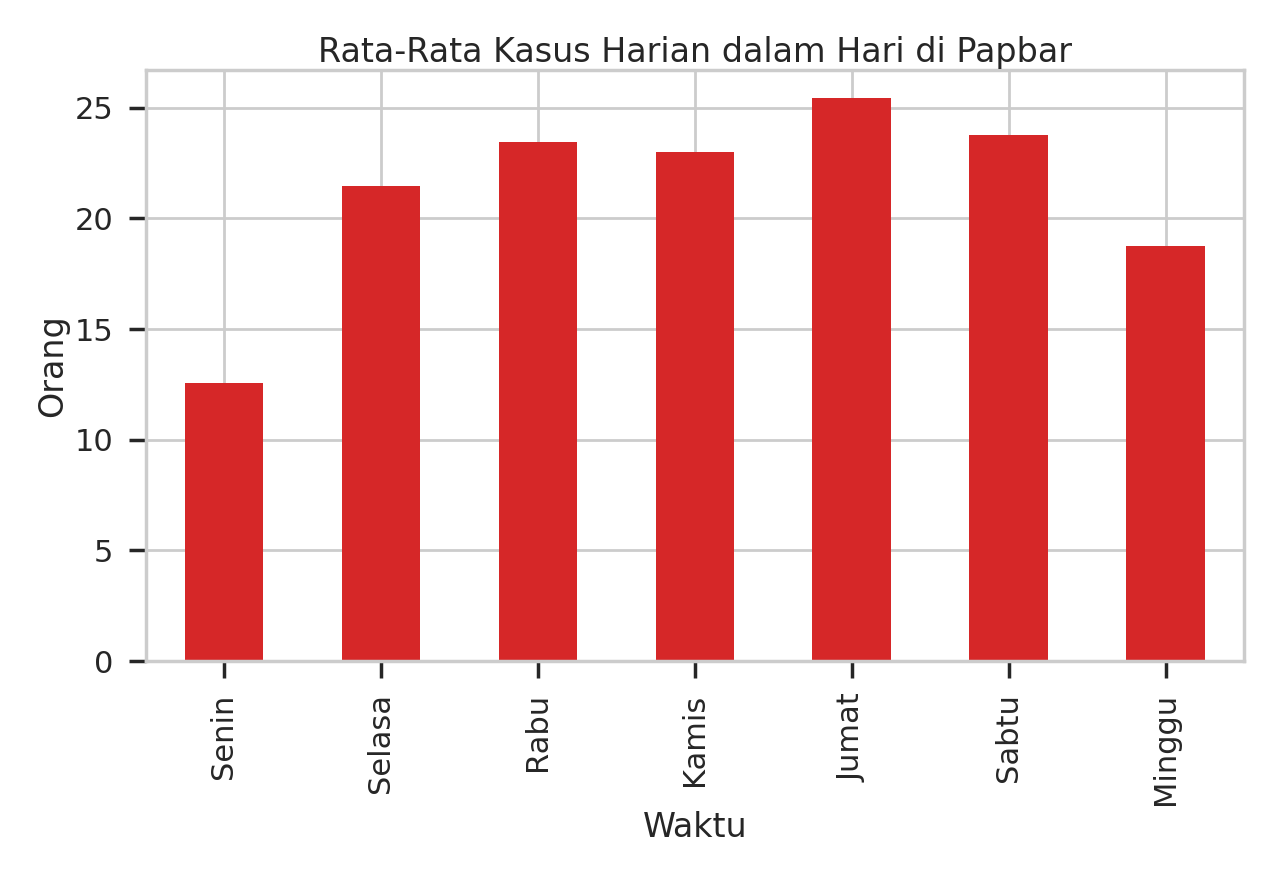 Rata-Rata Kasus Harian dalam Hari di Papbar
Orang
25
20
15
10
5
0
Senin
Selasa
Rabu
Kamis
Jumat
Sabtu
Minggu
Waktu